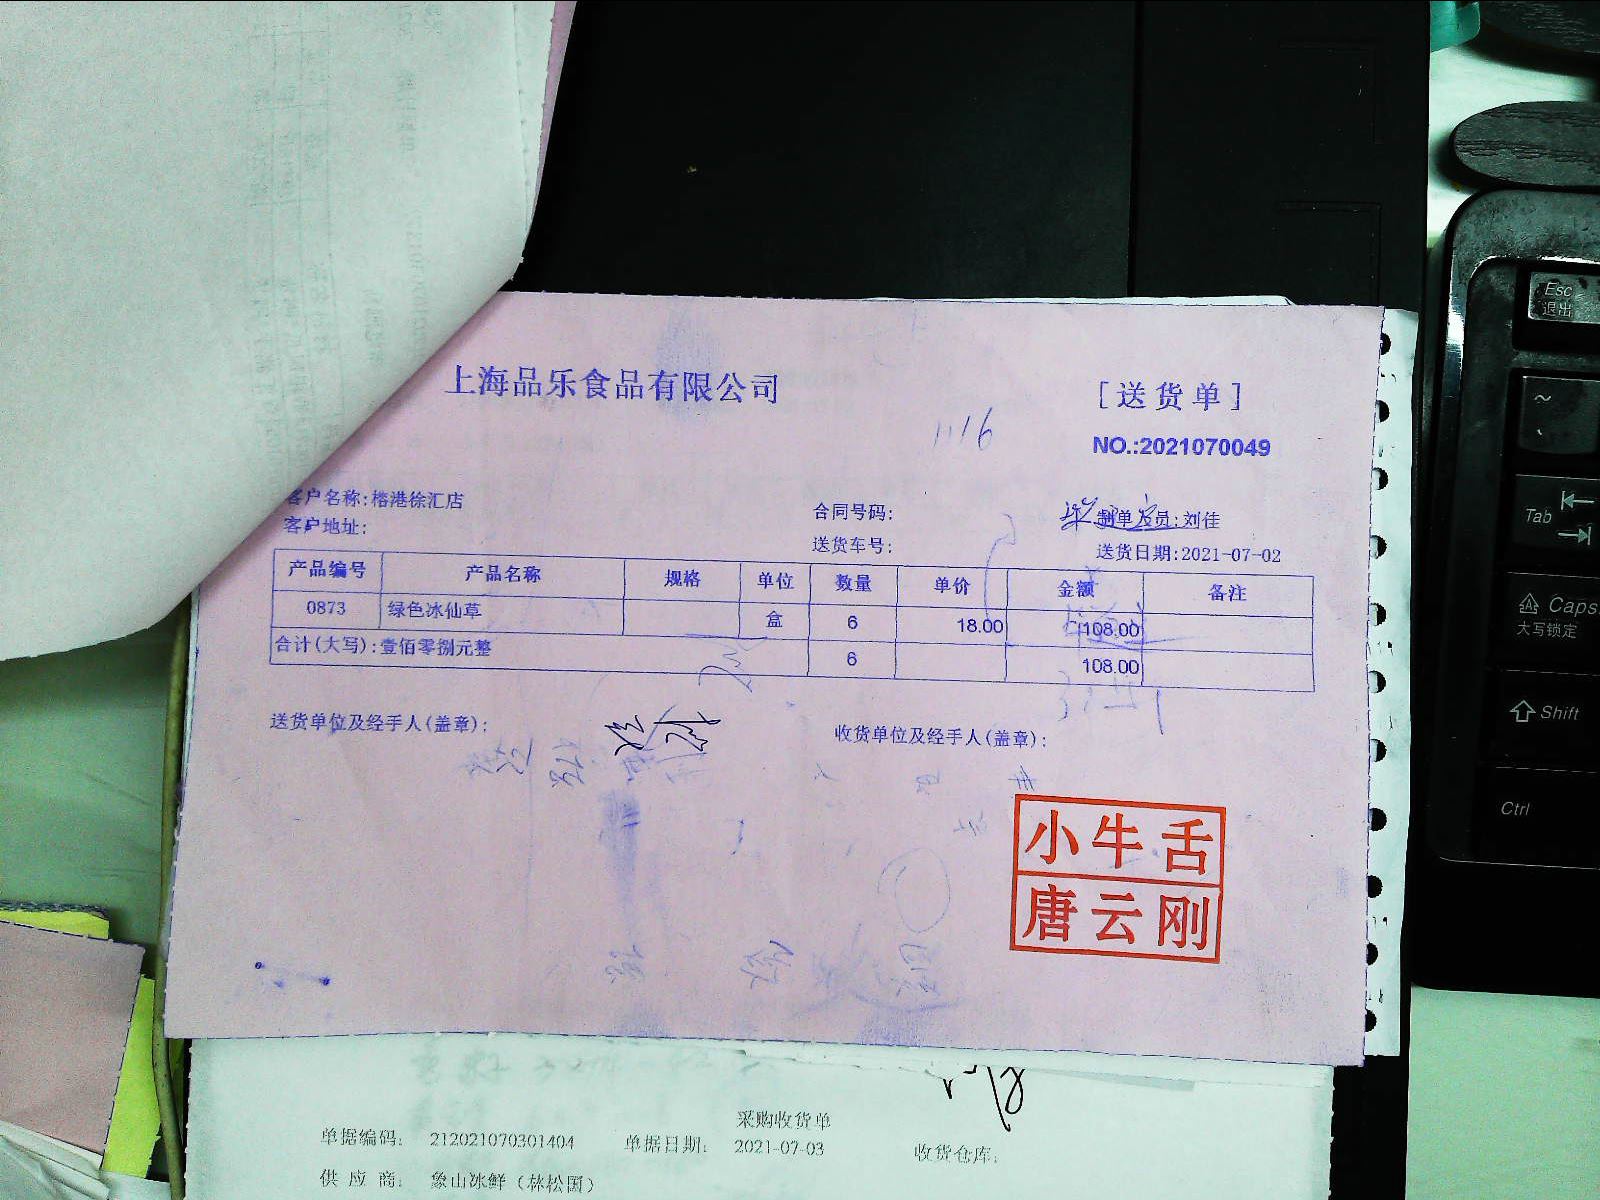 上海品乐食品有限公司
[送货单]
1116
NO.:2021070049
客户名称:榕港徐汇店
合同号码:
制单人员:刘佳
客户地址:
送货车号:
送货日期:2021-07-02
产品编号 产品名称 规格 单位 数量 单价 金额 备注
0873 绿色冰仙草 盒 6 18.00 108.00
合计(大写):壹佰零捌元整 6 108.00
送货单位及经手人(盖章):
收货单位及经手人(盖章):
小牛舌
唐云刚
采购收货单
单据编码: 212021070301404 单据日期: 2021-07-03 收货仓库:
供应商: 象山冰鲜(林松国)
Esc
退出
~
Tab
Caps
大写锁定
Shift
Ctrl